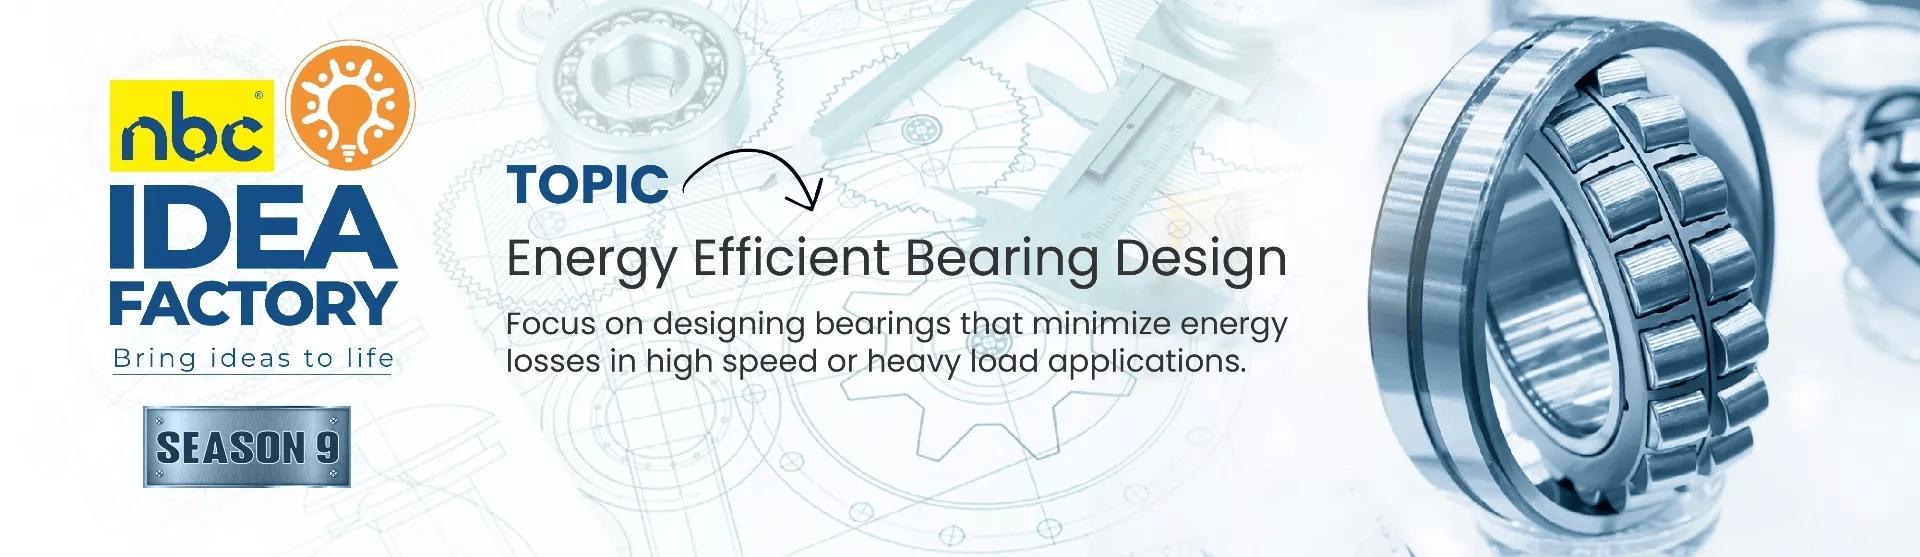 nbc®
IDEA
FACTORY
Bring ideas to life
SEASON 9
TOPIC
Energy Efficient Bearing Design
Focus on designing bearings that minimize energy
losses in high speed or heavy load applications.